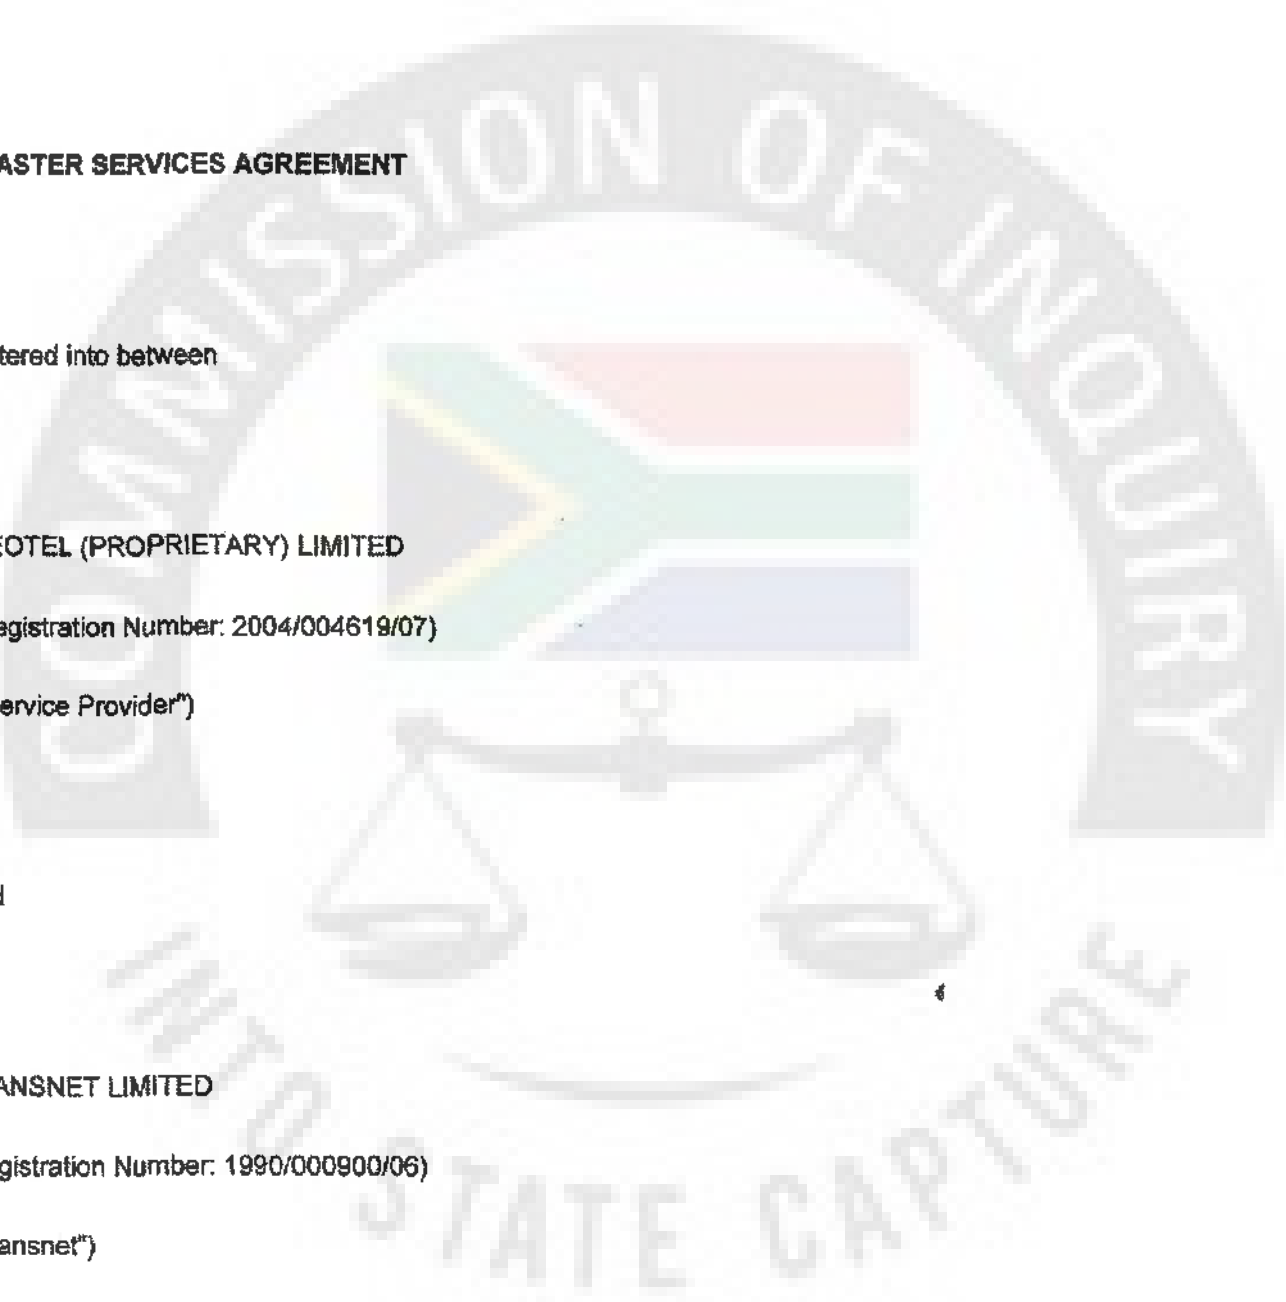 COMMISSION OF INQUIRY
ASTER SERVICES AGREEMENT
tered into between
EOTEL (PROPRIETARY) LIMITED
egistration Number: 2004/004619/07)
ervice Provider")
d
ANSNET LIMITED
gistration Number: 1990/000900/06)
ansnet")
INTO STATE CAPTURE